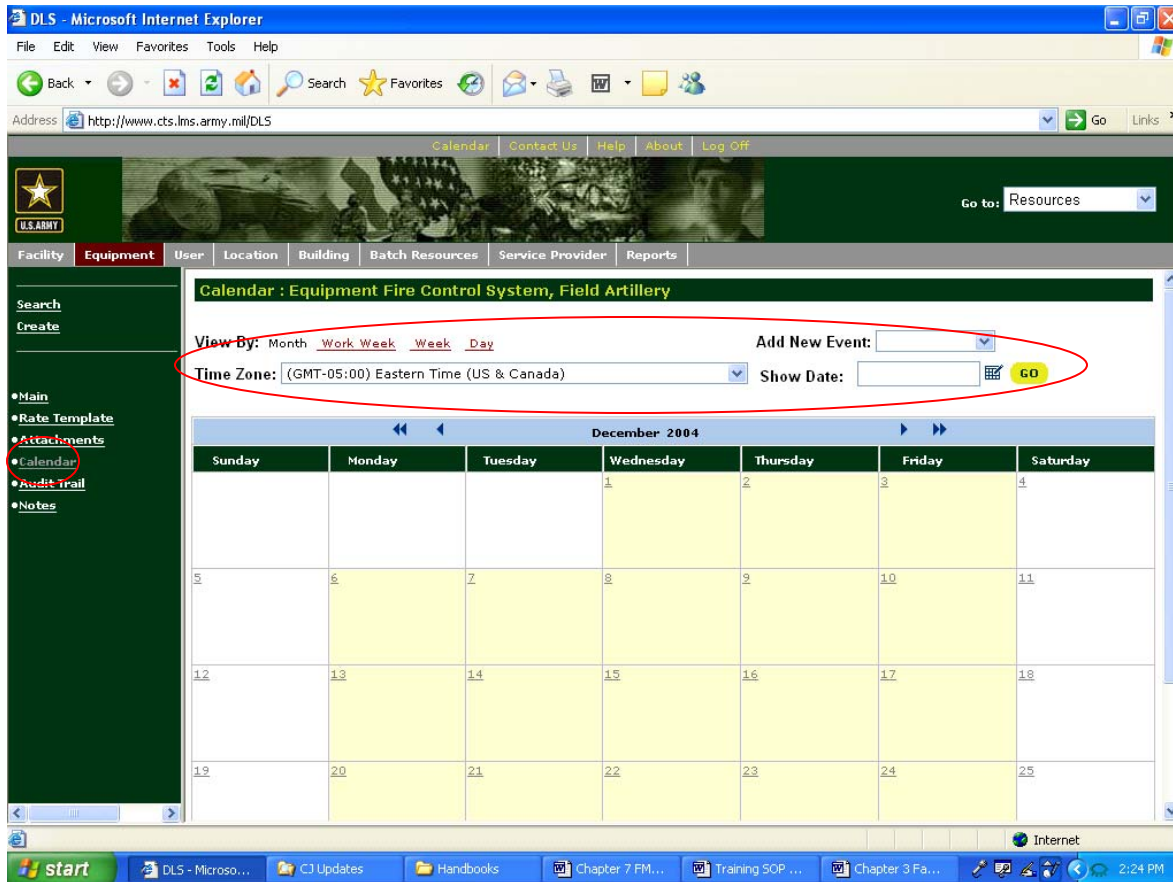 DLS - Microsoft Internet Explorer
File Edit View Favorites Tools Help
Back Search Favorites
Address http://www.cts.lms.army.mil/DLS Go Links
Calendar Contact Us Help About Log Off
U.S.ARMY
Go to: Resources
Facility Equipment User Location Building Batch Resources Service Provider Reports
Search
Create
Main
Rate Template
Attachments
Calendar
Audit Trail
Notes
Calendar : Equipment Fire Control System, Field Artillery
View By: Month Work Week Week Day Add New Event:
Time Zone: (GMT-05:00) Eastern Time (US & Canada) Show Date: GO
December 2004
Sunday Monday Tuesday Wednesday Thursday Friday Saturday
1 2 3 4
5 6 7 8 9 10 11
12 13 14 15 16 17 18
19 20 21 22 23 24 25
Internet
start DLS - Microso... CJ Updates Handbooks Chapter 7 FM... Training SOP ... Chapter 3 Fa... 2:24 PM